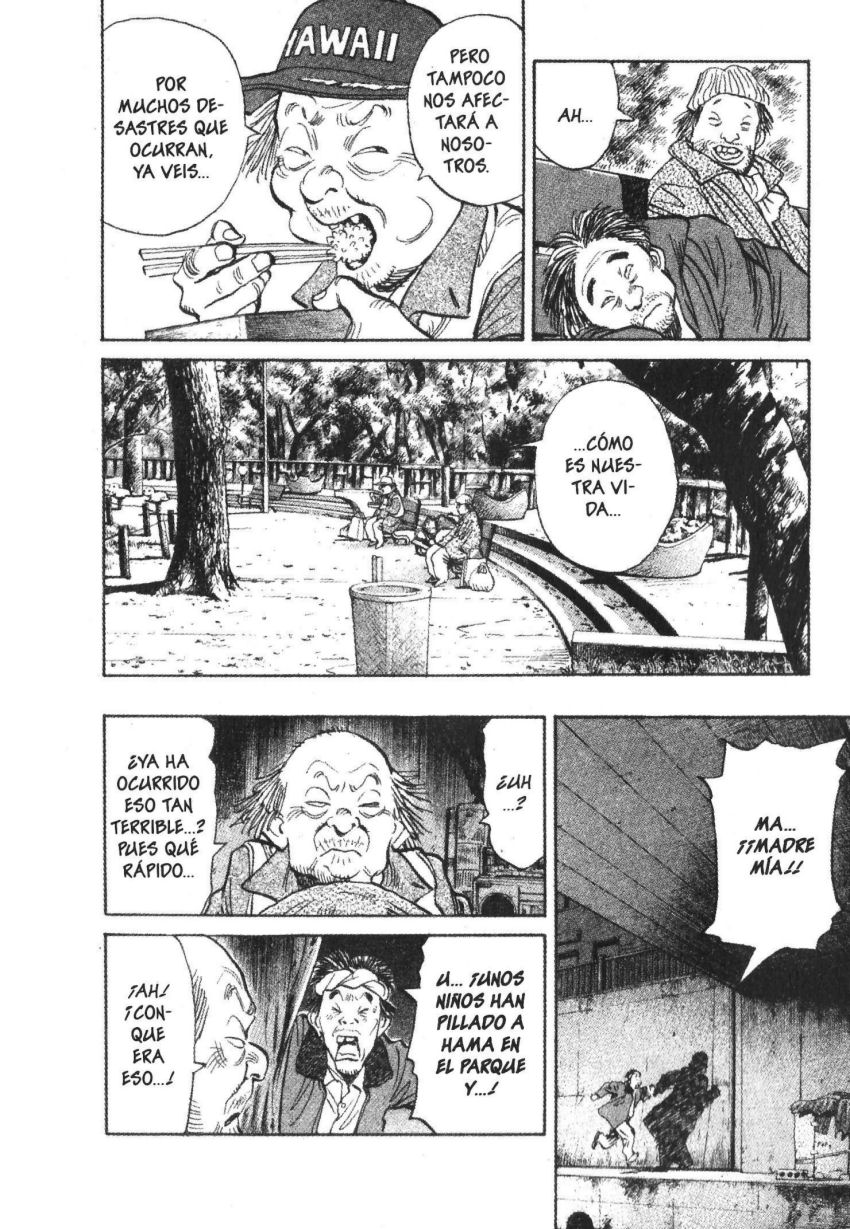 AH...
HAWAII
PERO
TAMPOCO
NOS AFEC-
TARÁ A
NOSO-
TROS.
POR
MUCHOS DE-
SASTRES QUE
OCURRAN,
YA VEIS...
...CÓMO
ES NUES-
TRA VI-
DA...
MA...
¡¡MADRE
MÍA!!
¿UH
...?
¿YA HA
OCURRIDO
ESO TAN
TERRIBLE...?
PUES QUÉ
RÁPIDO...
U... ¡UNOS
NIÑOS HAN
PILLADO A
HAMA EN
EL PARQUE
Y...!
¡AH!
¡CON-
QUE
ERA
ESO...!